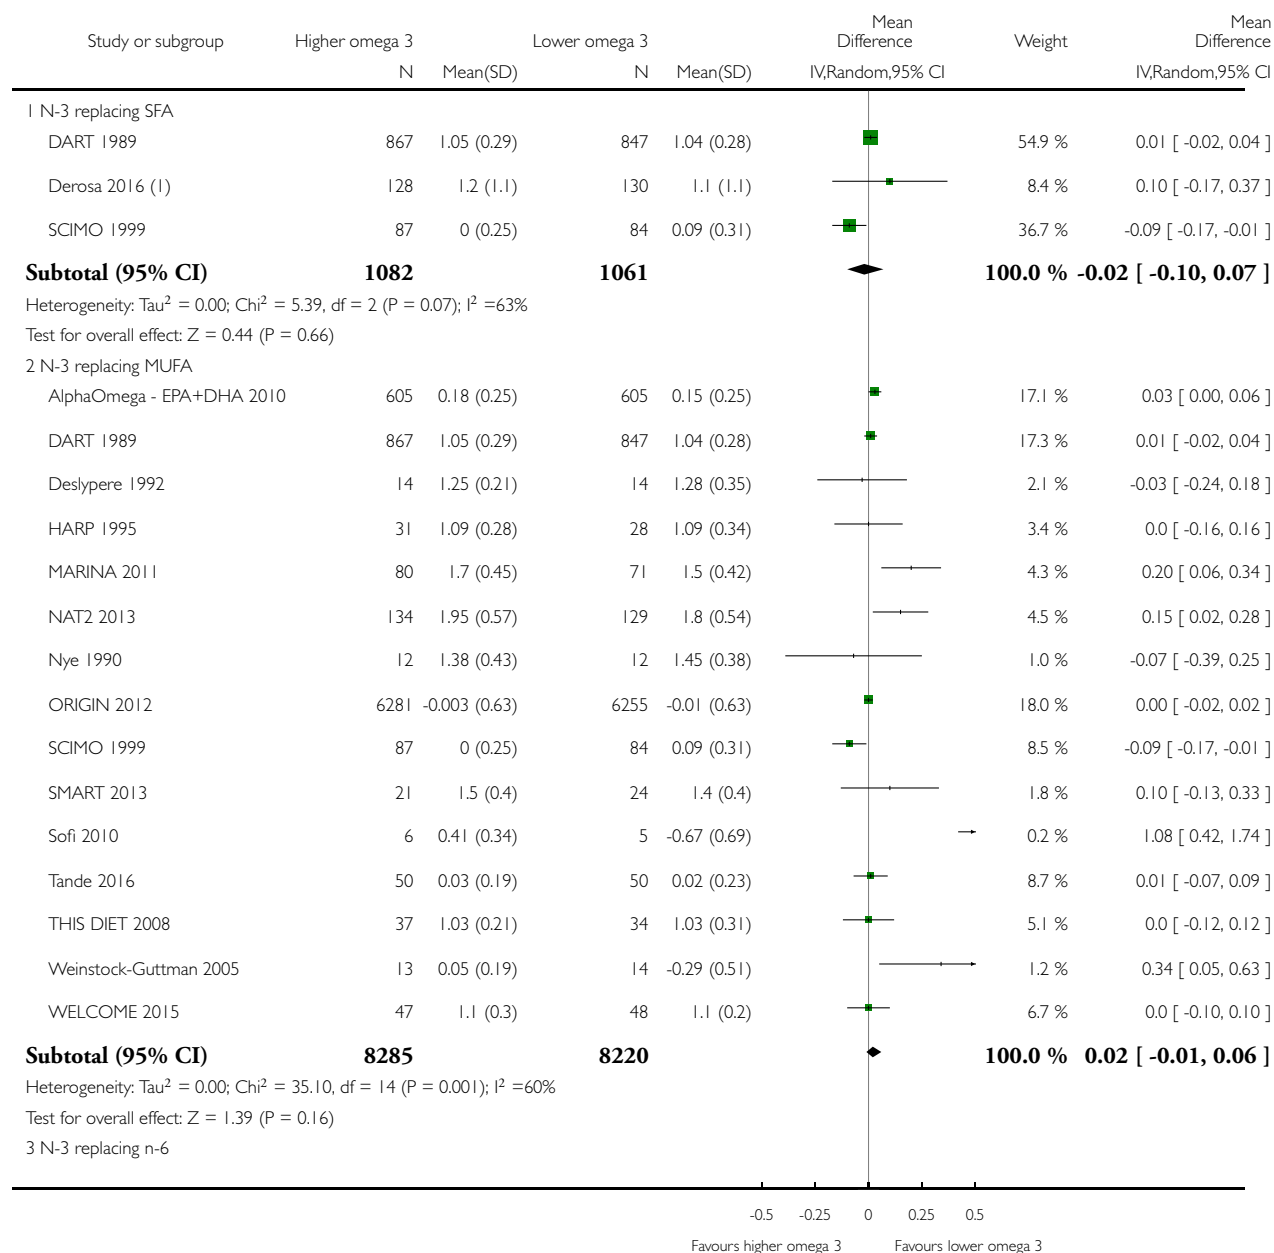 Study or subgroup Higher omega 3 Lower omega 3 Mean Difference Weight Mean Difference
N Mean(SD) N Mean(SD) IV,Random,95% CI IV,Random,95% CI
1 N-3 replacing SFA
DART 1989 867 1.05 (0.29) 847 1.04 (0.28) 54.9 % 0.01 [ -0.02, 0.04 ]
Derosa 2016 (1) 128 1.2 (1.1) 130 1.1 (1.1) 8.4 % 0.10 [ -0.17, 0.37 ]
SCIMO 1999 87 0 (0.25) 84 0.09 (0.31) 36.7 % -0.09 [ -0.17, -0.01 ]
Subtotal (95% CI) 1082 1061 100.0 % -0.02 [ -0.10, 0.07 ]
Heterogeneity: Tau² = 0.00; Chi² = 5.39, df = 2 (P = 0.07); I² =63%
Test for overall effect: Z = 0.44 (P = 0.66)
2 N-3 replacing MUFA
AlphaOmega - EPA+DHA 2010 605 0.18 (0.25) 605 0.15 (0.25) 17.1 % 0.03 [ 0.00, 0.06 ]
DART 1989 867 1.05 (0.29) 847 1.04 (0.28) 17.3 % 0.01 [ -0.02, 0.04 ]
Deslypere 1992 14 1.25 (0.21) 14 1.28 (0.35) 2.1 % -0.03 [ -0.24, 0.18 ]
HARP 1995 31 1.09 (0.28) 28 1.09 (0.34) 3.4 % 0.0 [ -0.16, 0.16 ]
MARINA 2011 80 1.7 (0.45) 71 1.5 (0.42) 4.3 % 0.20 [ 0.06, 0.34 ]
NAT2 2013 134 1.95 (0.57) 129 1.8 (0.54) 4.5 % 0.15 [ 0.02, 0.28 ]
Nye 1990 12 1.38 (0.43) 12 1.45 (0.38) 1.0 % -0.07 [ -0.39, 0.25 ]
ORIGIN 2012 6281 -0.003 (0.63) 6255 -0.01 (0.63) 18.0 % 0.00 [ -0.02, 0.02 ]
SCIMO 1999 87 0 (0.25) 84 0.09 (0.31) 8.5 % -0.09 [ -0.17, -0.01 ]
SMART 2013 21 1.5 (0.4) 24 1.4 (0.4) 1.8 % 0.10 [ -0.13, 0.33 ]
Sofi 2010 6 0.41 (0.34) 5 -0.67 (0.69) 0.2 % 1.08 [ 0.42, 1.74 ]
Tande 2016 50 0.03 (0.19) 50 0.02 (0.23) 8.7 % 0.01 [ -0.07, 0.09 ]
THIS DIET 2008 37 1.03 (0.21) 34 1.03 (0.31) 5.1 % 0.0 [ -0.12, 0.12 ]
Weinstock-Guttman 2005 13 0.05 (0.19) 14 -0.29 (0.51) 1.2 % 0.34 [ 0.05, 0.63 ]
WELCOME 2015 47 1.1 (0.3) 48 1.1 (0.2) 6.7 % 0.0 [ -0.10, 0.10 ]
Subtotal (95% CI) 8285 8220 100.0 % 0.02 [ -0.01, 0.06 ]
Heterogeneity: Tau² = 0.00; Chi² = 35.10, df = 14 (P = 0.001); I² =60%
Test for overall effect: Z = 1.39 (P = 0.16)
3 N-3 replacing n-6
-0.5 -0.25 0 0.25 0.5
Favours higher omega 3 Favours lower omega 3